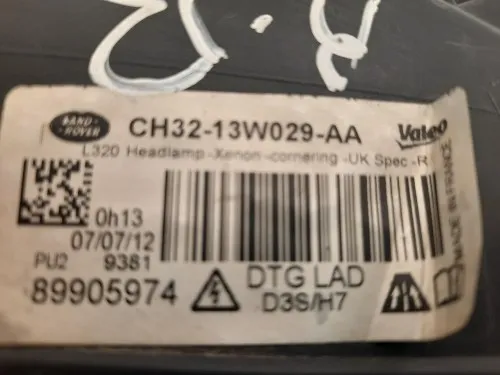 LAND
ROVER
CH32-13W029-AA
Valeo
L320 Headlamp -Xenon -cornering -UK Spec -R
0h13
07/07/12
PU2 9381
89905974
DTG LAD
D3S/H7
MADE IN FRANCE